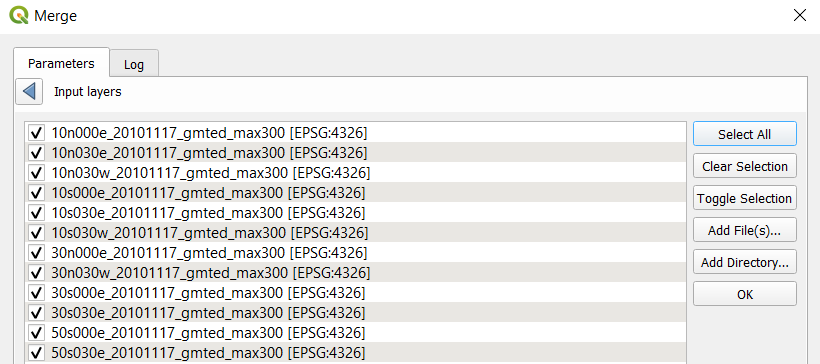 Merge
Parameters
Log
Input layers
10n000e_20101117_gmted_max300 [EPSG:4326]
10n030e_20101117_gmted_max300 [EPSG:4326]
10n030w_20101117_gmted_max300 [EPSG:4326]
10s000e_20101117_gmted_max300 [EPSG:4326]
10s030e_20101117_gmted_max300 [EPSG:4326]
10s030w_20101117_gmted_max300 [EPSG:4326]
30n000e_20101117_gmted_max300 [EPSG:4326]
30n030w_20101117_gmted_max300 [EPSG:4326]
30s000e_20101117_gmted_max300 [EPSG:4326]
30s030e_20101117_gmted_max300 [EPSG:4326]
50s000e_20101117_gmted_max300 [EPSG:4326]
50s030e_20101117_gmted_max300 [EPSG:4326]
Select All
Clear Selection
Toggle Selection
Add File(s)...
Add Directory...
OK